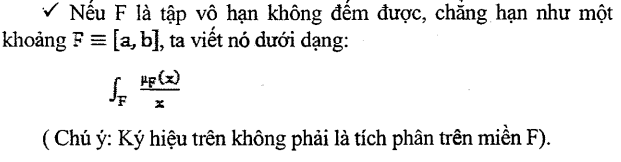 ✓ Nếu F là tập vô hạn không đếm được, chẳng hạn như một
khoảng F ≡ [a, b], ta viết nó dưới dạng:
∫_F μ_F(x)/x
( Chú ý: Ký hiệu trên không phải là tích phân trên miền F).